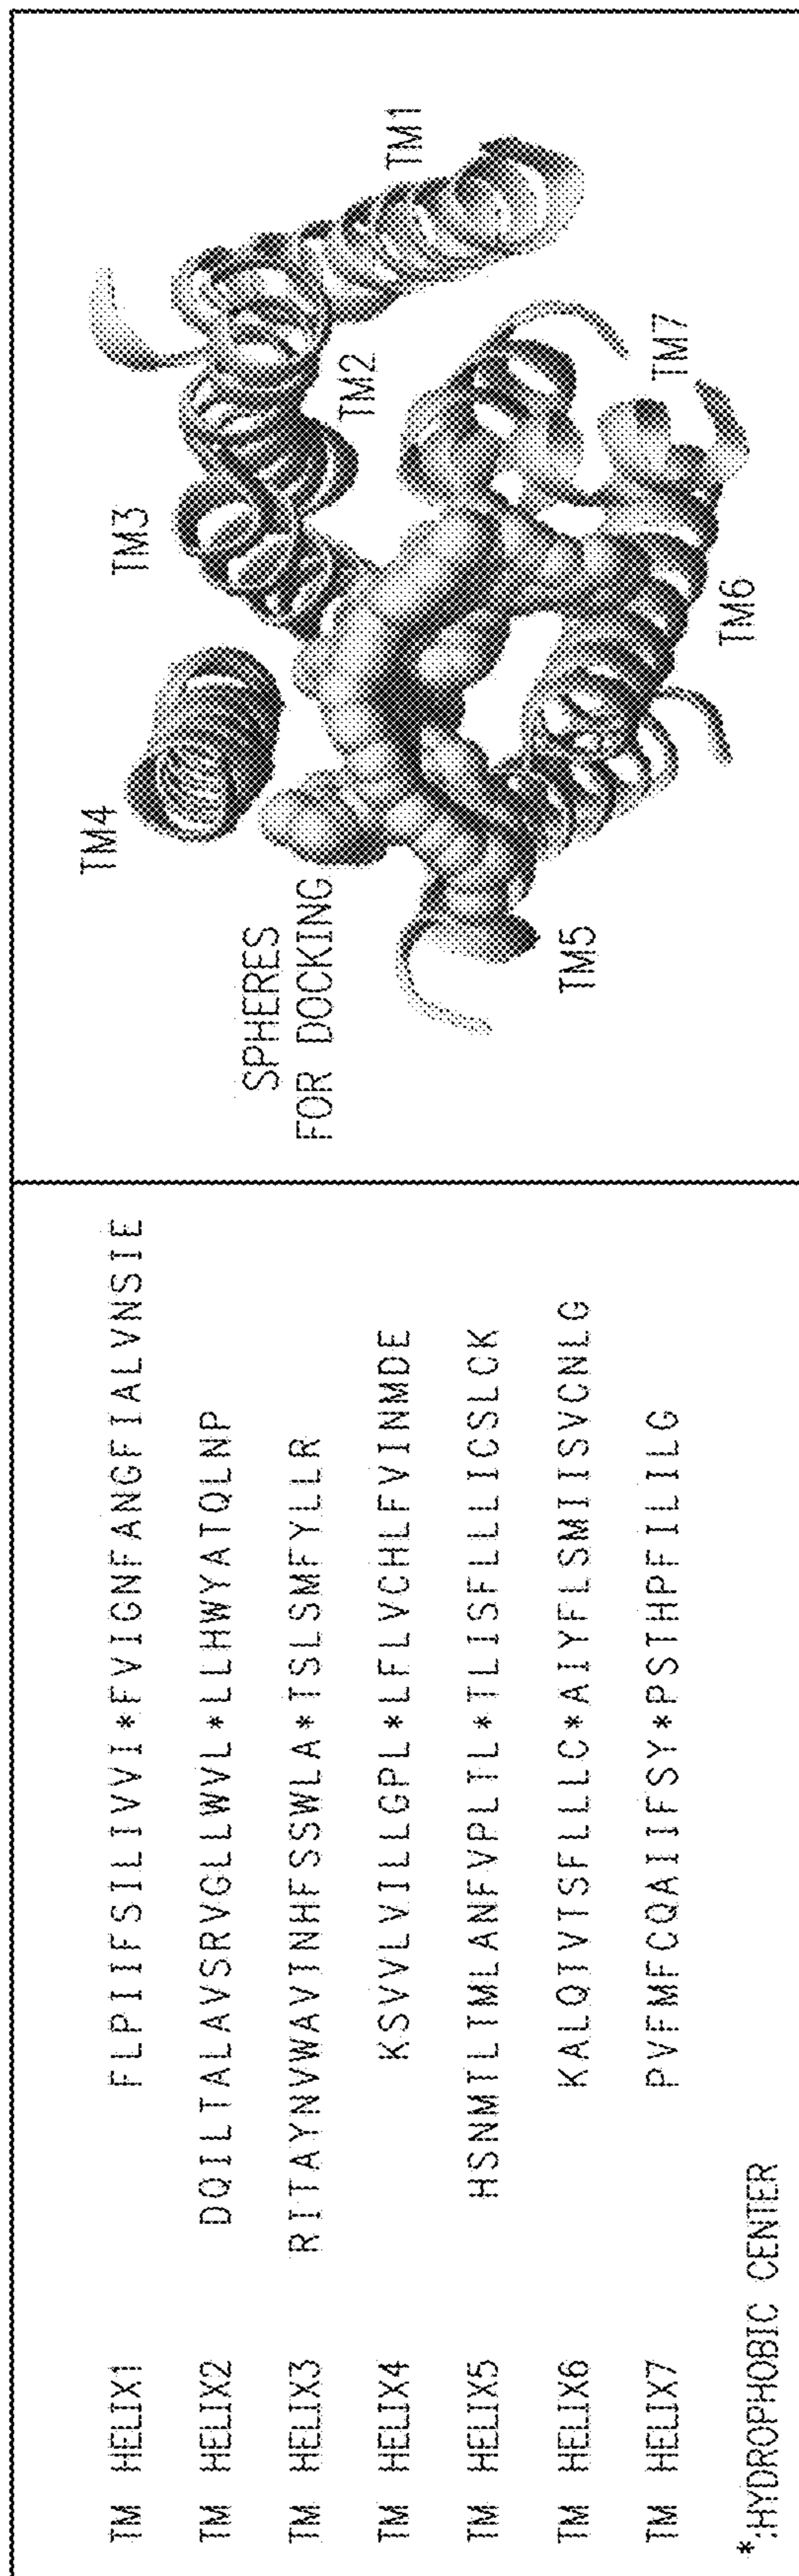 TM HELIX1 FLPIIFSILIVVI*FVIGNFANGFIALVNSIE
TM HELIX2 DQILTALAVSRVGLLWVL*LLHWYATQLNP
TM HELIX3 RITAYNVWAVINHFSSWLA*TSLSMFYLLR
TM HELIX4 KSVVLVILLGPL*LFLVCHLFVINMDE
TM HELIX5 HSNMTLTMLANFVPLTL*TLISFLLLICSLCK
TM HELIX6 KALQTVTSFLLLC*AIYFLSMIISVCNLG
TM HELIX7 PVFMFCQAIIFSY*PSTHPFILILG
*:HYDROPHOBIC CENTER
TM4
TM3
TM1
SPHERES
FOR DOCKING
TM2
TM5
TM7
TM6